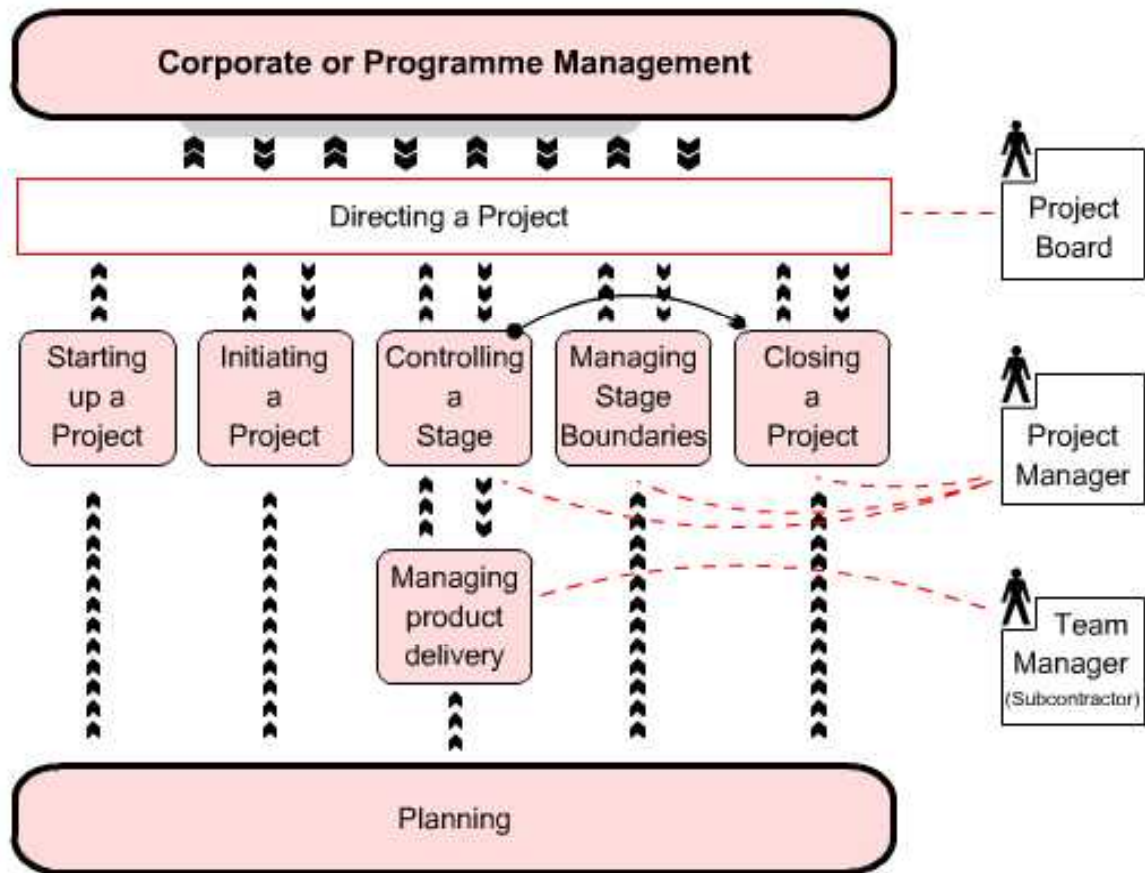 Corporate or Programme Management
Directing a Project
Project
Board
Starting
up a
Project
Initiating
a
Project
Controlling
a
Stage
Managing
Stage
Boundaries
Closing
a
Project
Project
Manager
Managing
product
delivery
Team
Manager
(Subcontractor)
Planning